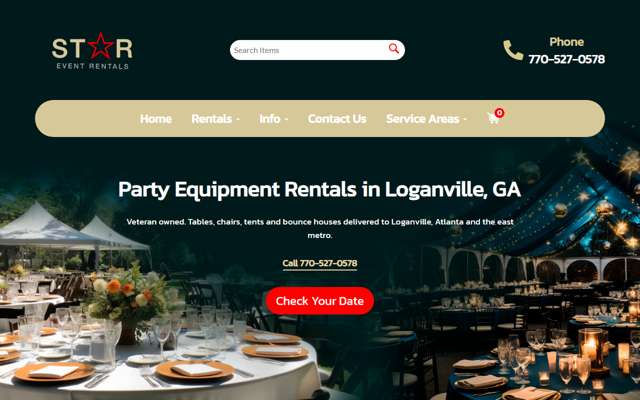 ST★R
EVENT RENTALS
Search Items
Phone
770-527-0578
Home
Rentals
Info
Contact Us
Service Areas
0
Party Equipment Rentals in Loganville, GA
Veteran owned. Tables, chairs, tents and bounce houses delivered to Loganville, Atlanta and the east
metro.
Call 770-527-0578
Check Your Date